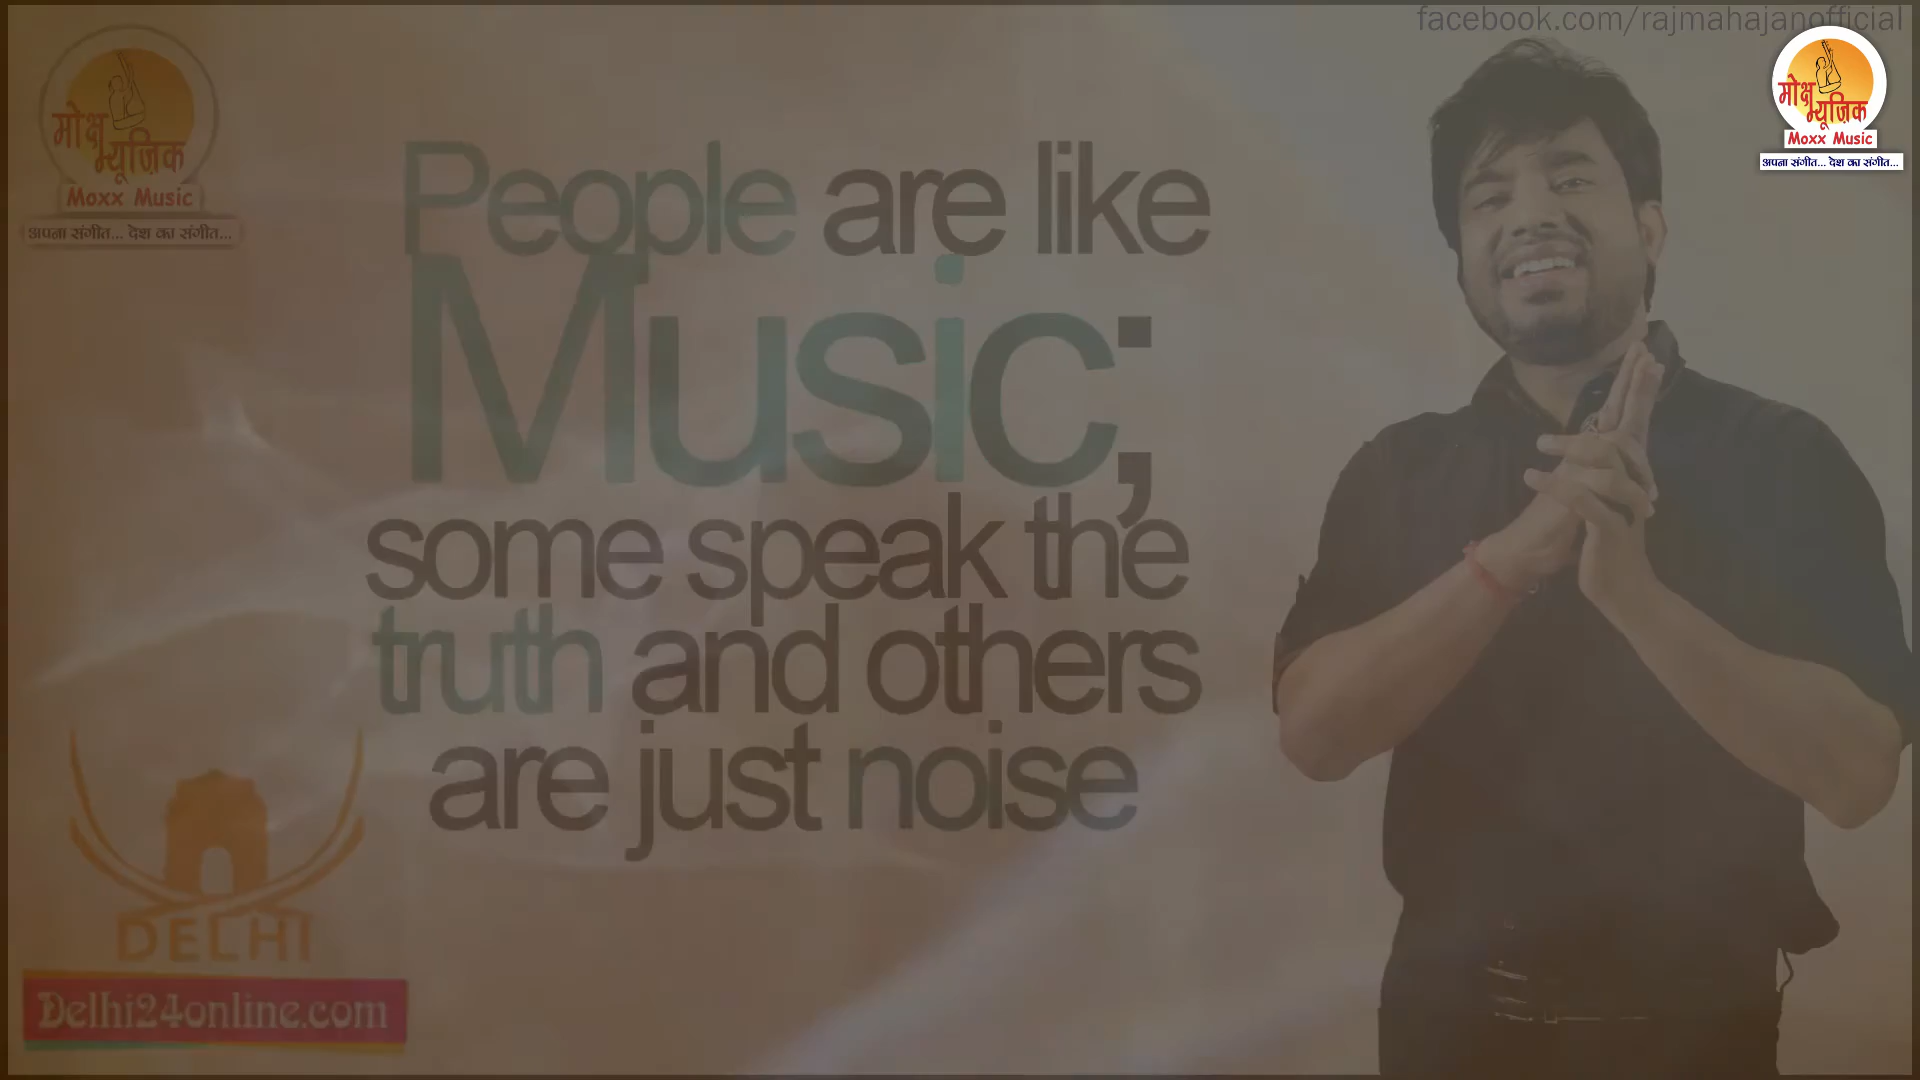 facebook.com/rajmahajanofficial
मोक्ष
म्यूज़िक
Moxx Music
अपना संगीत... देश का संगीत...
मोक्ष
म्यूज़िक
Moxx Music
अपना संगीत... देश का संगीत...
People are like
Music;
some speak the
truth and others
are just noise
DELHI
Delhi24online.com